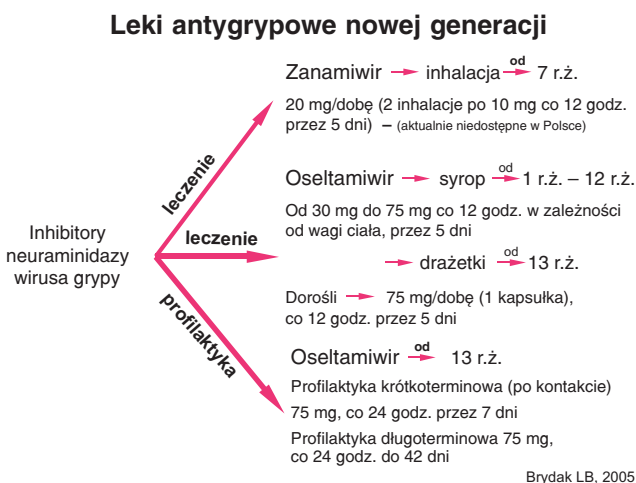 Leki antygrypowe nowej generacji
Zanamiwir → inhalacja od → 7 r.ż.
20 mg/dobę (2 inhalacje po 10 mg co 12 godz.
przez 5 dni) – (aktualnie niedostępne w Polsce)
leczenie
Oseltamiwir → syrop od → 1 r.ż. – 12 r.ż.
Od 30 mg do 75 mg co 12 godz. w zależności
od wagi ciała, przez 5 dni
Inhibitory
neuraminidazy
wirusa grypy
leczenie
→ drażetki od → 13 r.ż.
Dorośli → 75 mg/dobę (1 kapsułka),
co 12 godz. przez 5 dni
profilaktyka
Oseltamiwir od → 13 r.ż.
Profilaktyka krótkoterminowa (po kontakcie)
75 mg, co 24 godz. przez 7 dni
Profilaktyka długoterminowa 75 mg,
co 24 godz. do 42 dni
Brydak LB, 2005